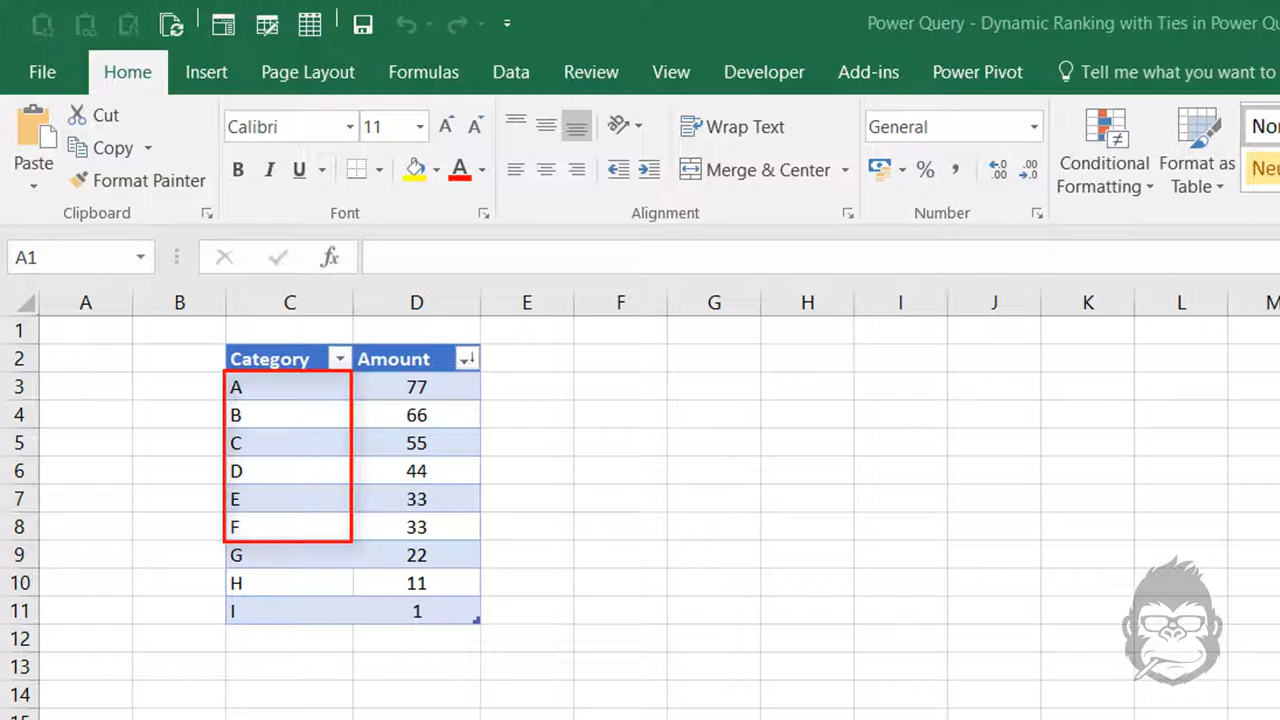 Power Query - Dynamic Ranking with Ties in Power
File Home Insert Page Layout Formulas Data Review View Developer Add-ins Power Pivot Tell me what you want to
Paste
Cut
Copy
Format Painter
Clipboard
Calibri 11
B I U A
Font
Wrap Text
Merge & Center
Alignment
General
%
Number
Conditional Formatting
Format as Table
A1 fx
A B C D E F G H I J K L M
1
2 Category Amount
3 A 77
4 B 66
5 C 55
6 D 44
7 E 33
8 F 33
9 G 22
10 H 11
11 I 1
12
13
14